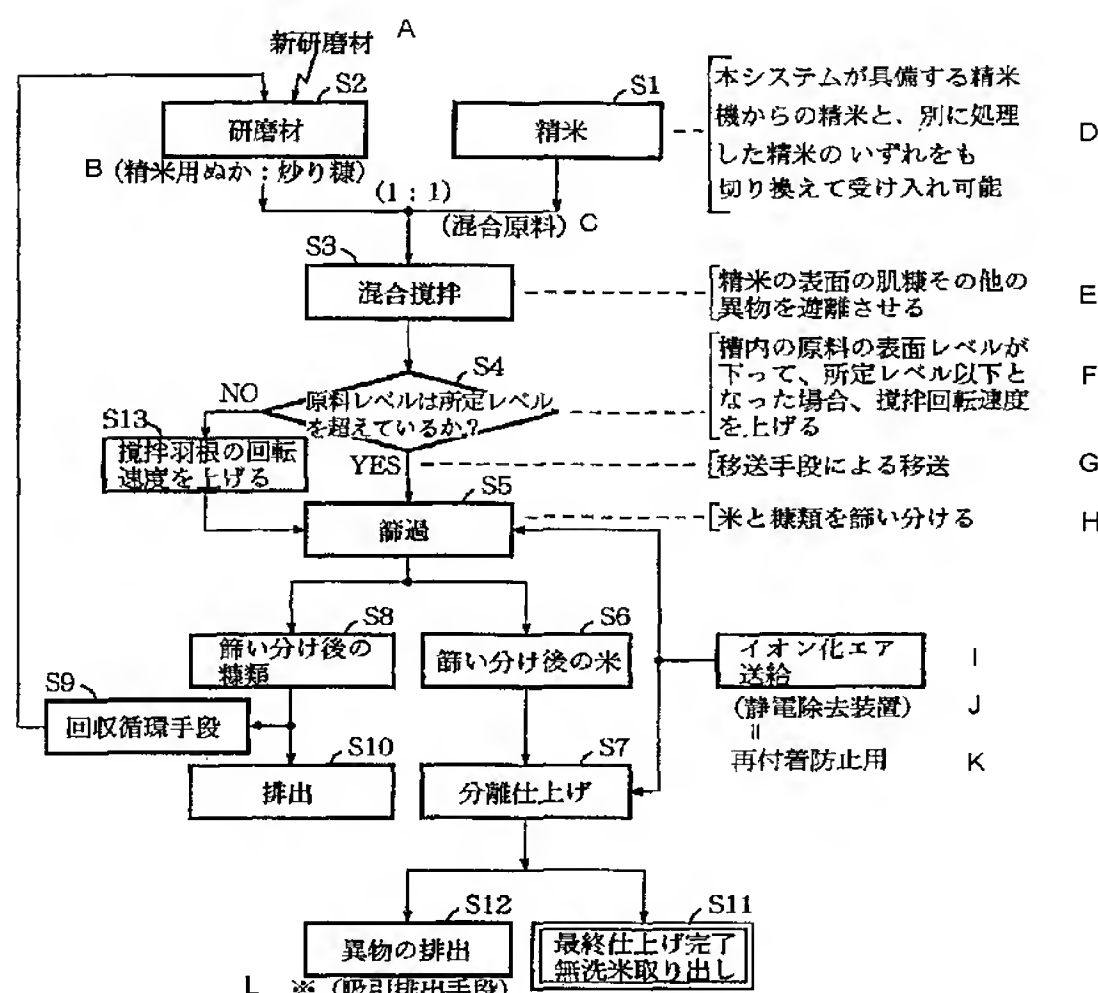 新研磨材 A
S2
研磨材
B (精米用ぬか：炒り糠)
S1
精米
本システムが具備する精米
機からの精米と、別に処理
した精米のいずれをも
切り換えて受け入れ可能
D
(1：1)
(混合原料) C
S3
混合攪拌
精米の表面の肌糠その他の
異物を遊離させる
E
S4
原料レベルは所定レベル
を超えているか？
NO
YES
槽内の原料の表面レベルが
下って、所定レベル以下と
なった場合、攪拌回転速度
を上げる
F
S13
攪拌羽根の回転
速度を上げる
移送手段による移送
G
S5
篩過
米と糠類を篩い分ける
H
S8
篩い分け後の
糠類
S6
篩い分け後の米
イオン化エア
送給
I
(静電除去装置)
J
=
再付着防止用
K
S9
回収循環手段
S10
排出
S7
分離仕上げ
S12
異物の排出
S11
最終仕上げ完了
無洗米取り出し
L ※ (吸引排出手段)